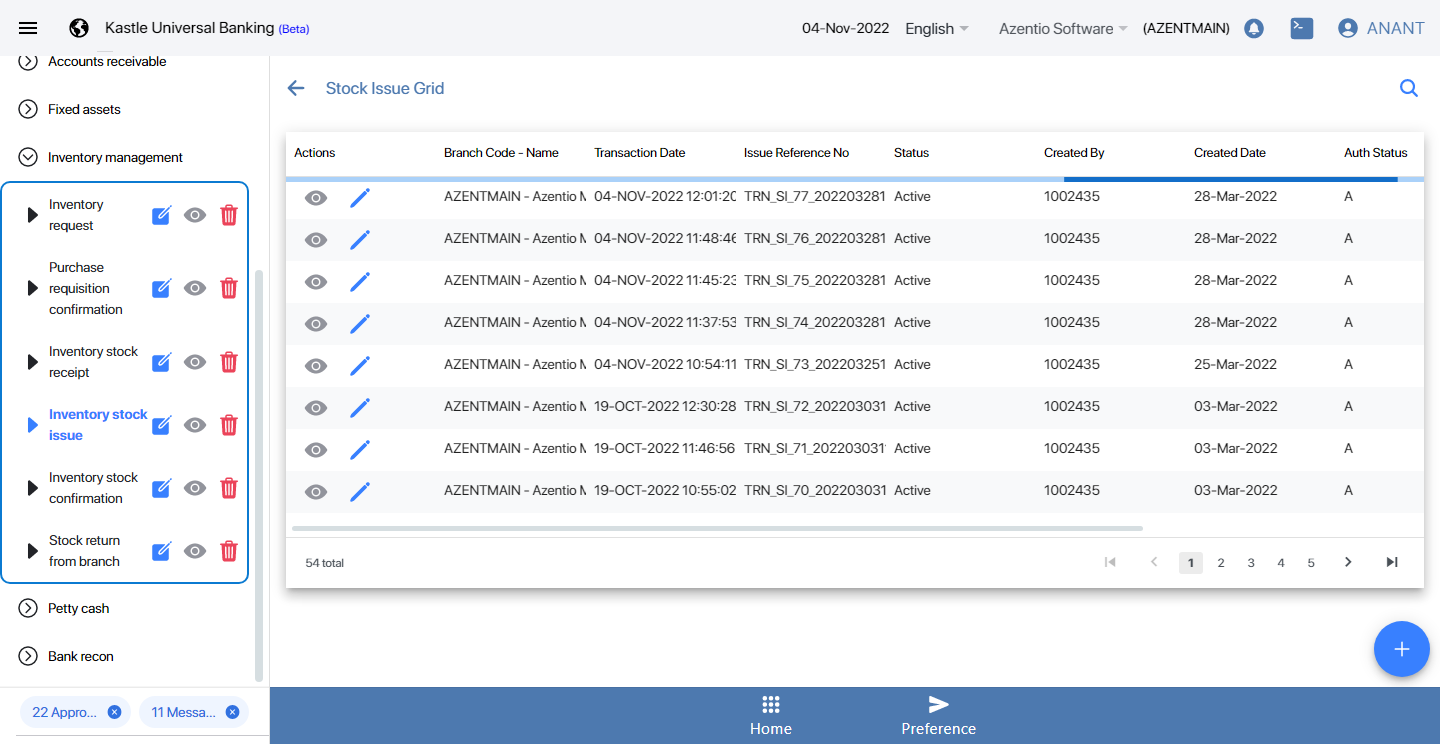 Kastle Universal Banking (Beta)
04-Nov-2022
English
Azentio Software
(AZENTMAIN)
ANANT
Accounts receivable
Fixed assets
Inventory management
Inventory
request
Purchase
requisition
confirmation
Inventory stock
receipt
Inventory stock
issue
Inventory stock
confirmation
Stock return
from branch
Petty cash
Bank recon
22 Appro...
11 Messa...
Stock Issue Grid
Actions Branch Code - Name Transaction Date Issue Reference No Status Created By Created Date Auth Status
AZENTMAIN - Azentio M 04-NOV-2022 12:01:20 TRN_SI_77_202203281 Active 1002435 28-Mar-2022 A
AZENTMAIN - Azentio M 04-NOV-2022 11:48:46 TRN_SI_76_202203281 Active 1002435 28-Mar-2022 A
AZENTMAIN - Azentio M 04-NOV-2022 11:45:23 TRN_SI_75_202203281 Active 1002435 28-Mar-2022 A
AZENTMAIN - Azentio M 04-NOV-2022 11:37:53 TRN_SI_74_202203281 Active 1002435 28-Mar-2022 A
AZENTMAIN - Azentio M 04-NOV-2022 10:54:11 TRN_SI_73_202203251 Active 1002435 25-Mar-2022 A
AZENTMAIN - Azentio M 19-OCT-2022 12:30:28 TRN_SI_72_202203031 Active 1002435 03-Mar-2022 A
AZENTMAIN - Azentio M 19-OCT-2022 11:46:56 TRN_SI_71_202203031 Active 1002435 03-Mar-2022 A
AZENTMAIN - Azentio M 19-OCT-2022 10:55:02 TRN_SI_70_202203031 Active 1002435 03-Mar-2022 A
54 total
1 2 3 4 5
Home
Preference